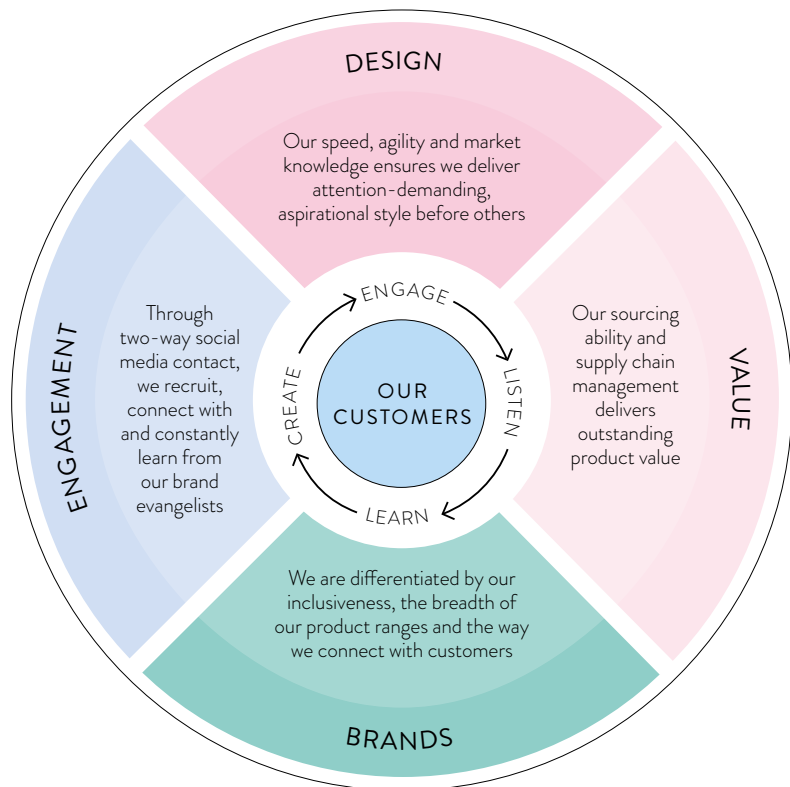 DESIGN
Our speed, agility and market
knowledge ensures we deliver
attention-demanding,
aspirational style before others
ENGAGEMENT
Through
two-way social
media contact,
we recruit,
connect with
and constantly
learn from
our brand
evangelists
ENGAGE
LISTEN
LEARN
CREATE
OUR
CUSTOMERS
VALUE
Our sourcing
ability and
supply chain
management
delivers
outstanding
product value
We are differentiated by our
inclusiveness, the breadth of
our product ranges and the way
we connect with customers
BRANDS